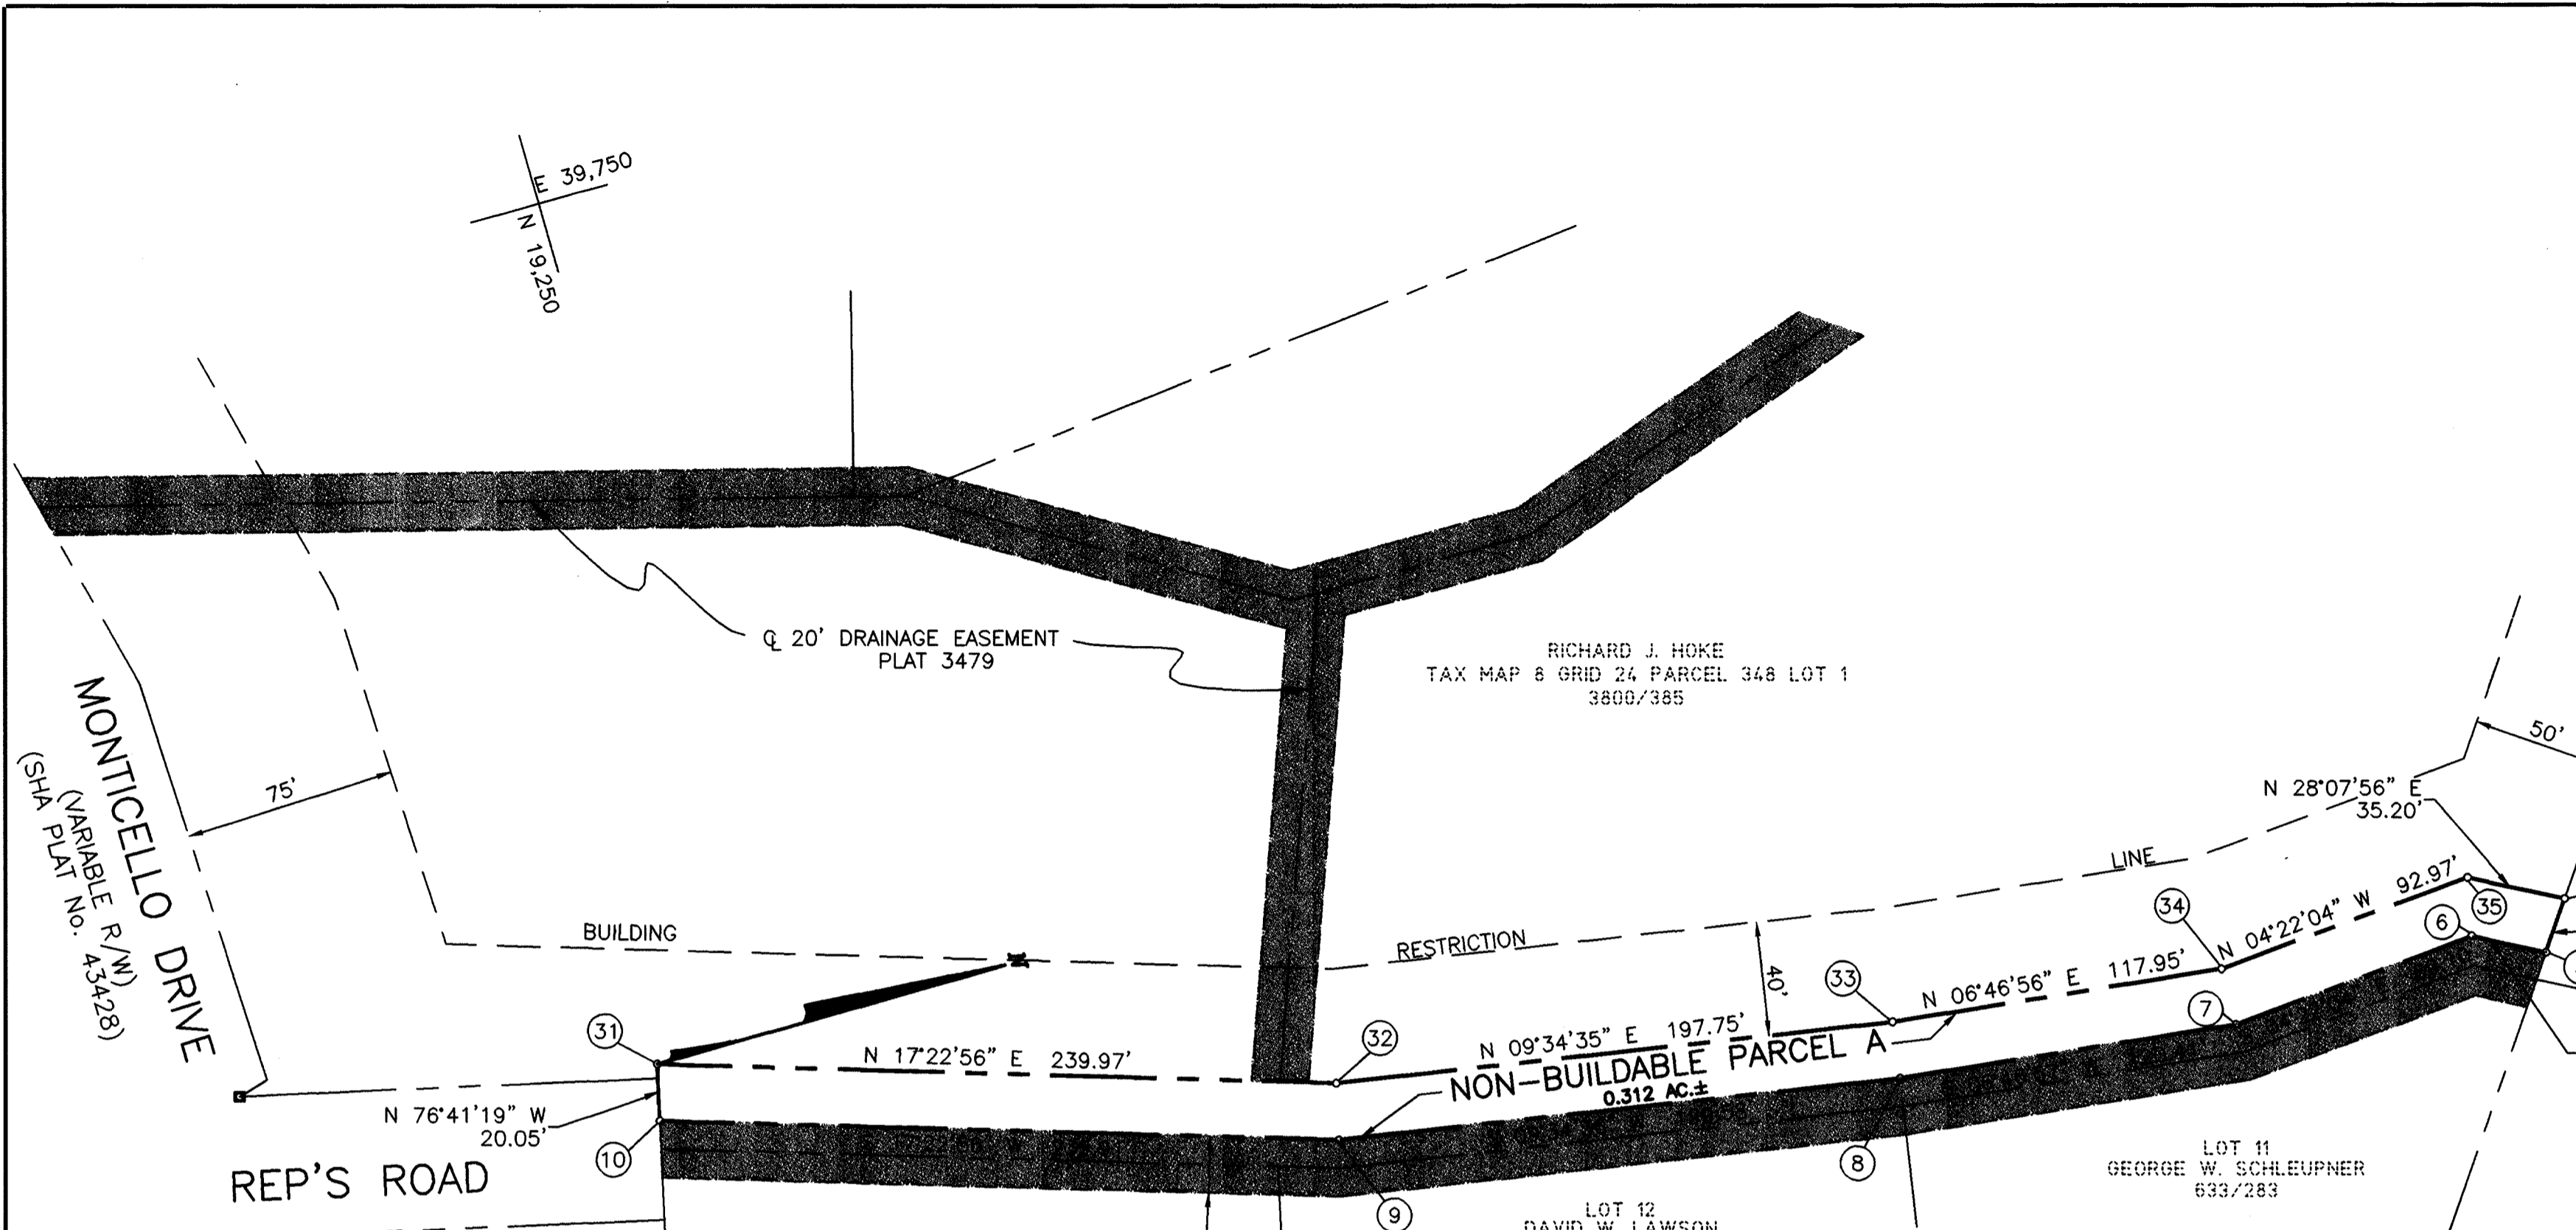 E 39,750
N 19,250
℄ 20' DRAINAGE EASEMENT
PLAT 3479
RICHARD J. HOKE
TAX MAP 8 GRID 24 PARCEL 348 LOT 1
3800/385
MONTICELLO DRIVE
(VARIABLE R/W)
(SHA PLAT No. 43428)
75'
50'
N 28°07'56" E
35.20'
BUILDING
RESTRICTION
LINE
40'
31
32
33
34
35
6
7
N 17°22'56" E 239.97'
N 09°34'35" E 197.75'
N 06°46'56" E 117.95'
N 04°22'04" W 92.97'
NON-BUILDABLE PARCEL A
0.312 AC.±
N 76°41'19" W
20.05'
10
8
9
REP'S ROAD
LOT 11
GEORGE W. SCHLEUPNER
633/283
LOT 12
DAVID W. LAWSON